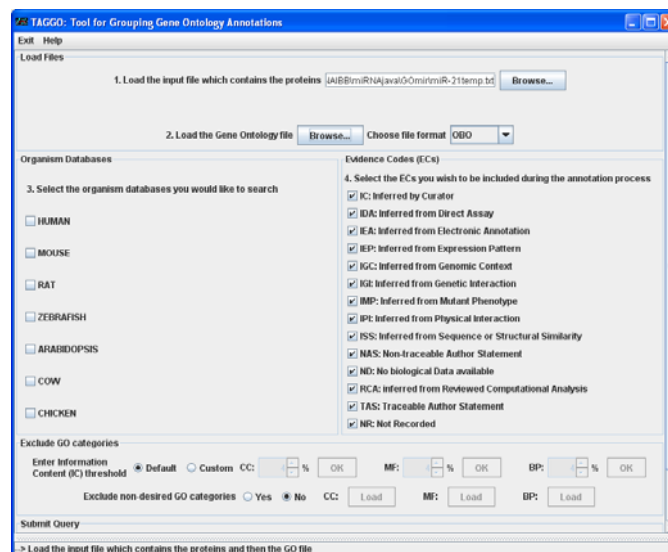 TAGGO: Tool for Grouping Gene Ontology Annotations
Exit Help
Load Files
1. Load the input file which contains the proteins \AIBB\miRNA\java\GOmir\miR-21temp.txt Browse...
2. Load the Gene Ontology file Browse... Choose file format OBO
Organism Databases
3. Select the organism databases you would like to search
HUMAN
MOUSE
RAT
ZEBRAFISH
ARABIDOPSIS
COW
CHICKEN
Evidence Codes (ECs)
4. Select the ECs you wish to be included during the annotation process
IC: Inferred by Curator
IDA: Inferred from Direct Assay
IEA: Inferred from Electronic Annotation
IEP: Inferred from Expression Pattern
IGC: Inferred from Genomic Context
IGI: Inferred from Genetic Interaction
IMP: Inferred from Mutant Phenotype
IPI: Inferred from Physical Interaction
ISS: Inferred from Sequence or Structural Similarity
NAS: Non-traceable Author Statement
ND: No biological Data available
RCA: inferred from Reviewed Computational Analysis
TAS: Traceable Author Statement
NR: Not Recorded
Exclude GO categories
Enter Information
Content (IC) threshold Default Custom CC: % OK MF: % OK BP: % OK
Exclude non-desired GO categories Yes No CC: Load MF: Load BP: Load
Submit Query
> Load the input file which contains the proteins and then the GO file